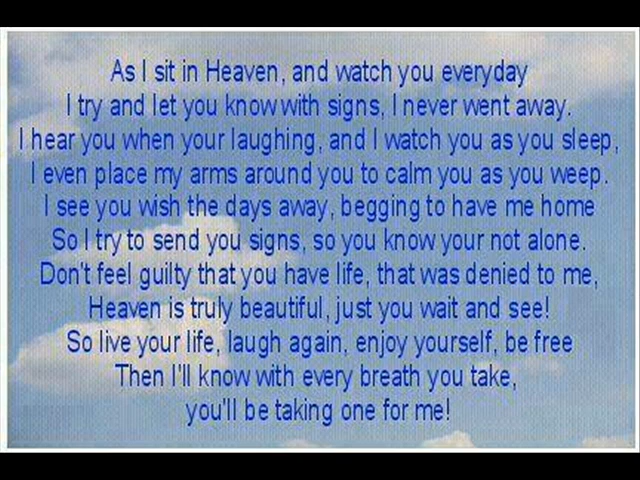 As I sit in Heaven, and watch you everyday
I try and let you know with signs, I never went away.
I hear you when your laughing, and I watch you as you sleep,
I even place my arms around you to calm you as you weep.
I see you wish the days away, begging to have me home
So I try to send you signs, so you know your not alone.
Don't feel guilty that you have life, that was denied to me,
Heaven is truly beautiful, just you wait and see!
So live your life, laugh again, enjoy yourself, be free
Then I'll know with every breath you take,
you'll be taking one for me!